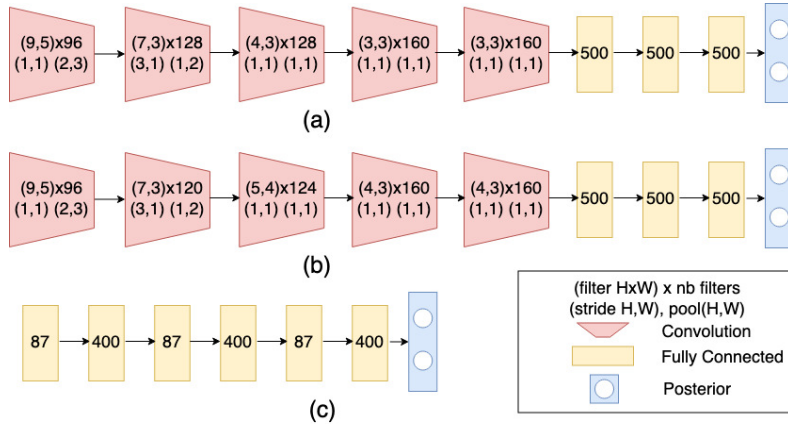 (9,5)x96
(1,1) (2,3)
(7,3)x128
(3,1) (1,2)
(4,3)x128
(1,1) (1,1)
(3,3)x160
(1,1) (1,1)
(3,3)x160
(1,1) (1,1)
500
500
500
(a)
(9,5)x96
(1,1) (2,3)
(7,3)x120
(3,1) (1,2)
(5,4)x124
(1,1) (1,1)
(4,3)x160
(1,1) (1,1)
(4,3)x160
(1,1) (1,1)
500
500
500
(b)
87
400
87
400
87
400
(c)
(filter HxW) x nb filters
(stride H,W), pool(H,W)
Convolution
Fully Connected
Posterior